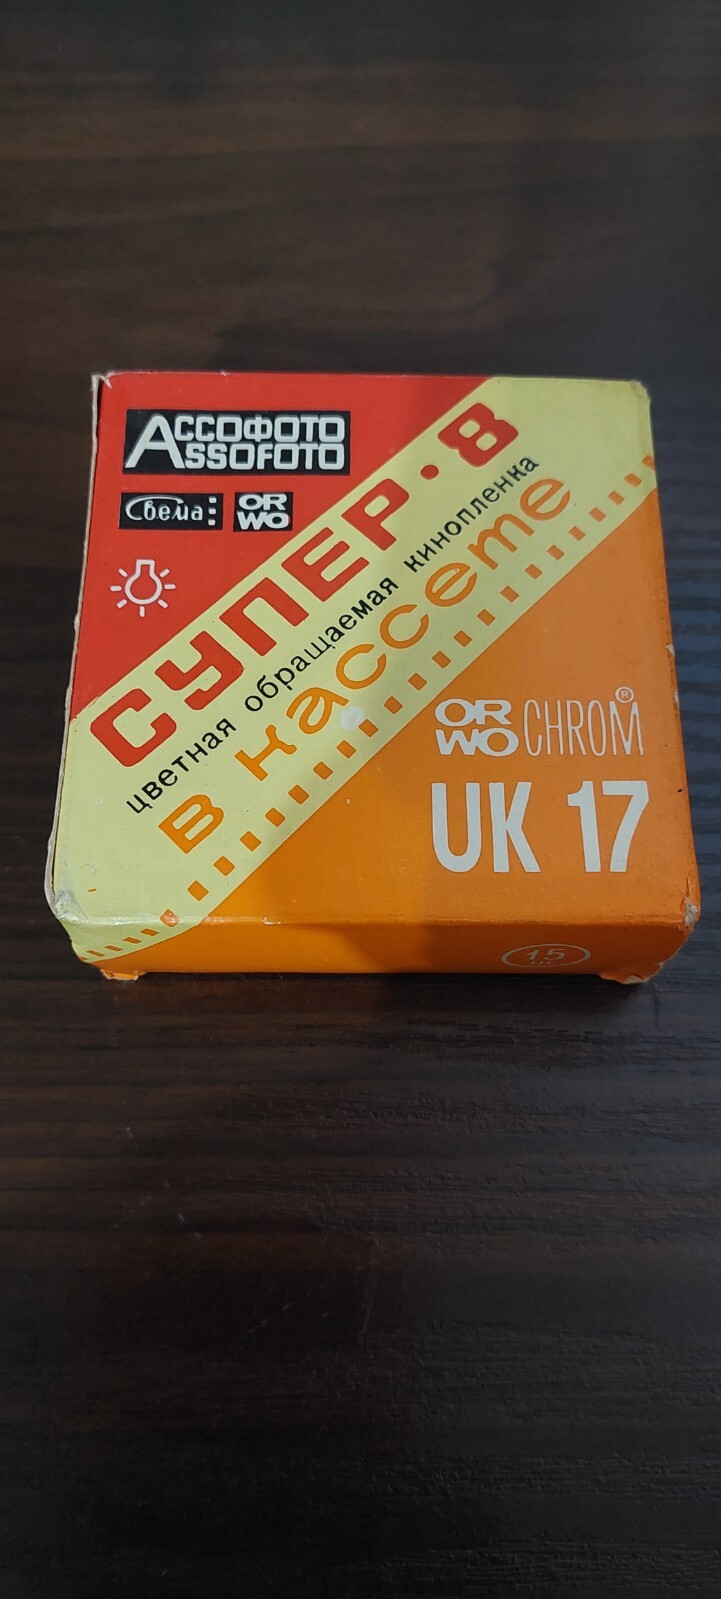 АССОФОТО
ASSOFOTO
Свема
OR
WO
СУПЕР·8
цветная обращаемая кинопленка
в кассете
OR
WO CHROM®
UK 17
15